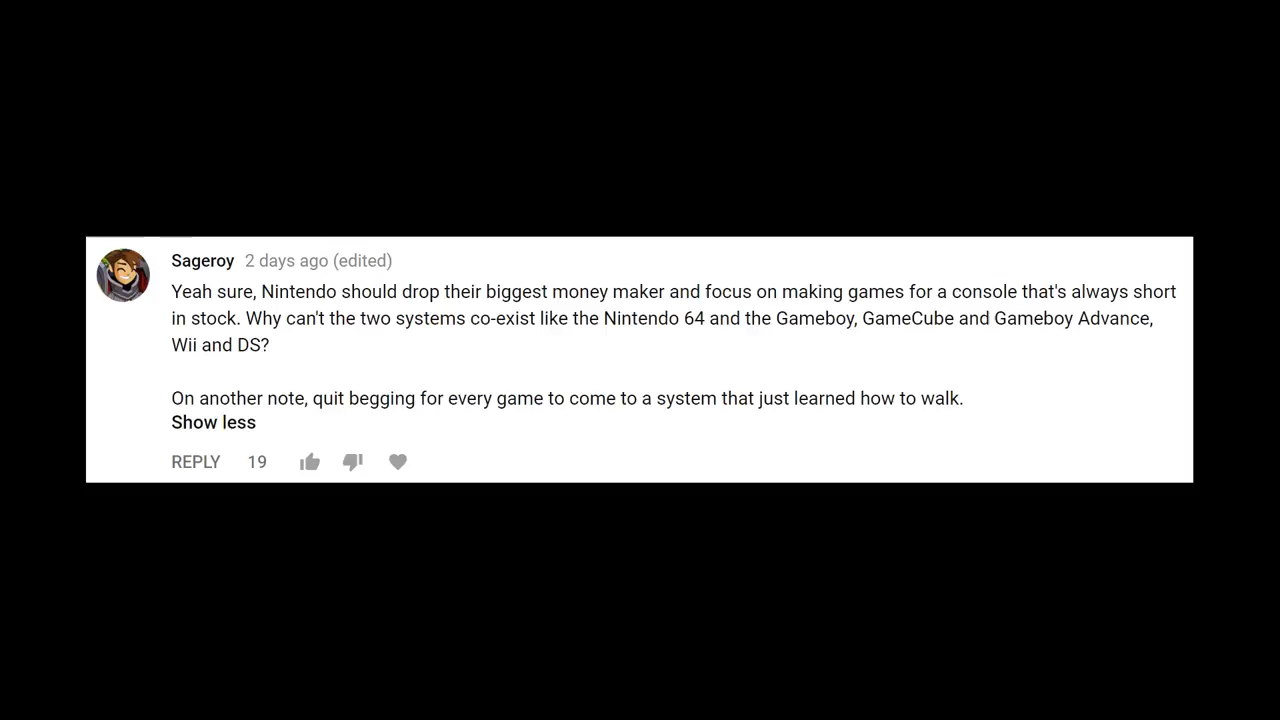 Sageroy 2 days ago (edited)
Yeah sure, Nintendo should drop their biggest money maker and focus on making games for a console that's always short
in stock. Why can't the two systems co-exist like the Nintendo 64 and the Gameboy, GameCube and Gameboy Advance,
Wii and DS?
On another note, quit begging for every game to come to a system that just learned how to walk.
Show less
REPLY 19